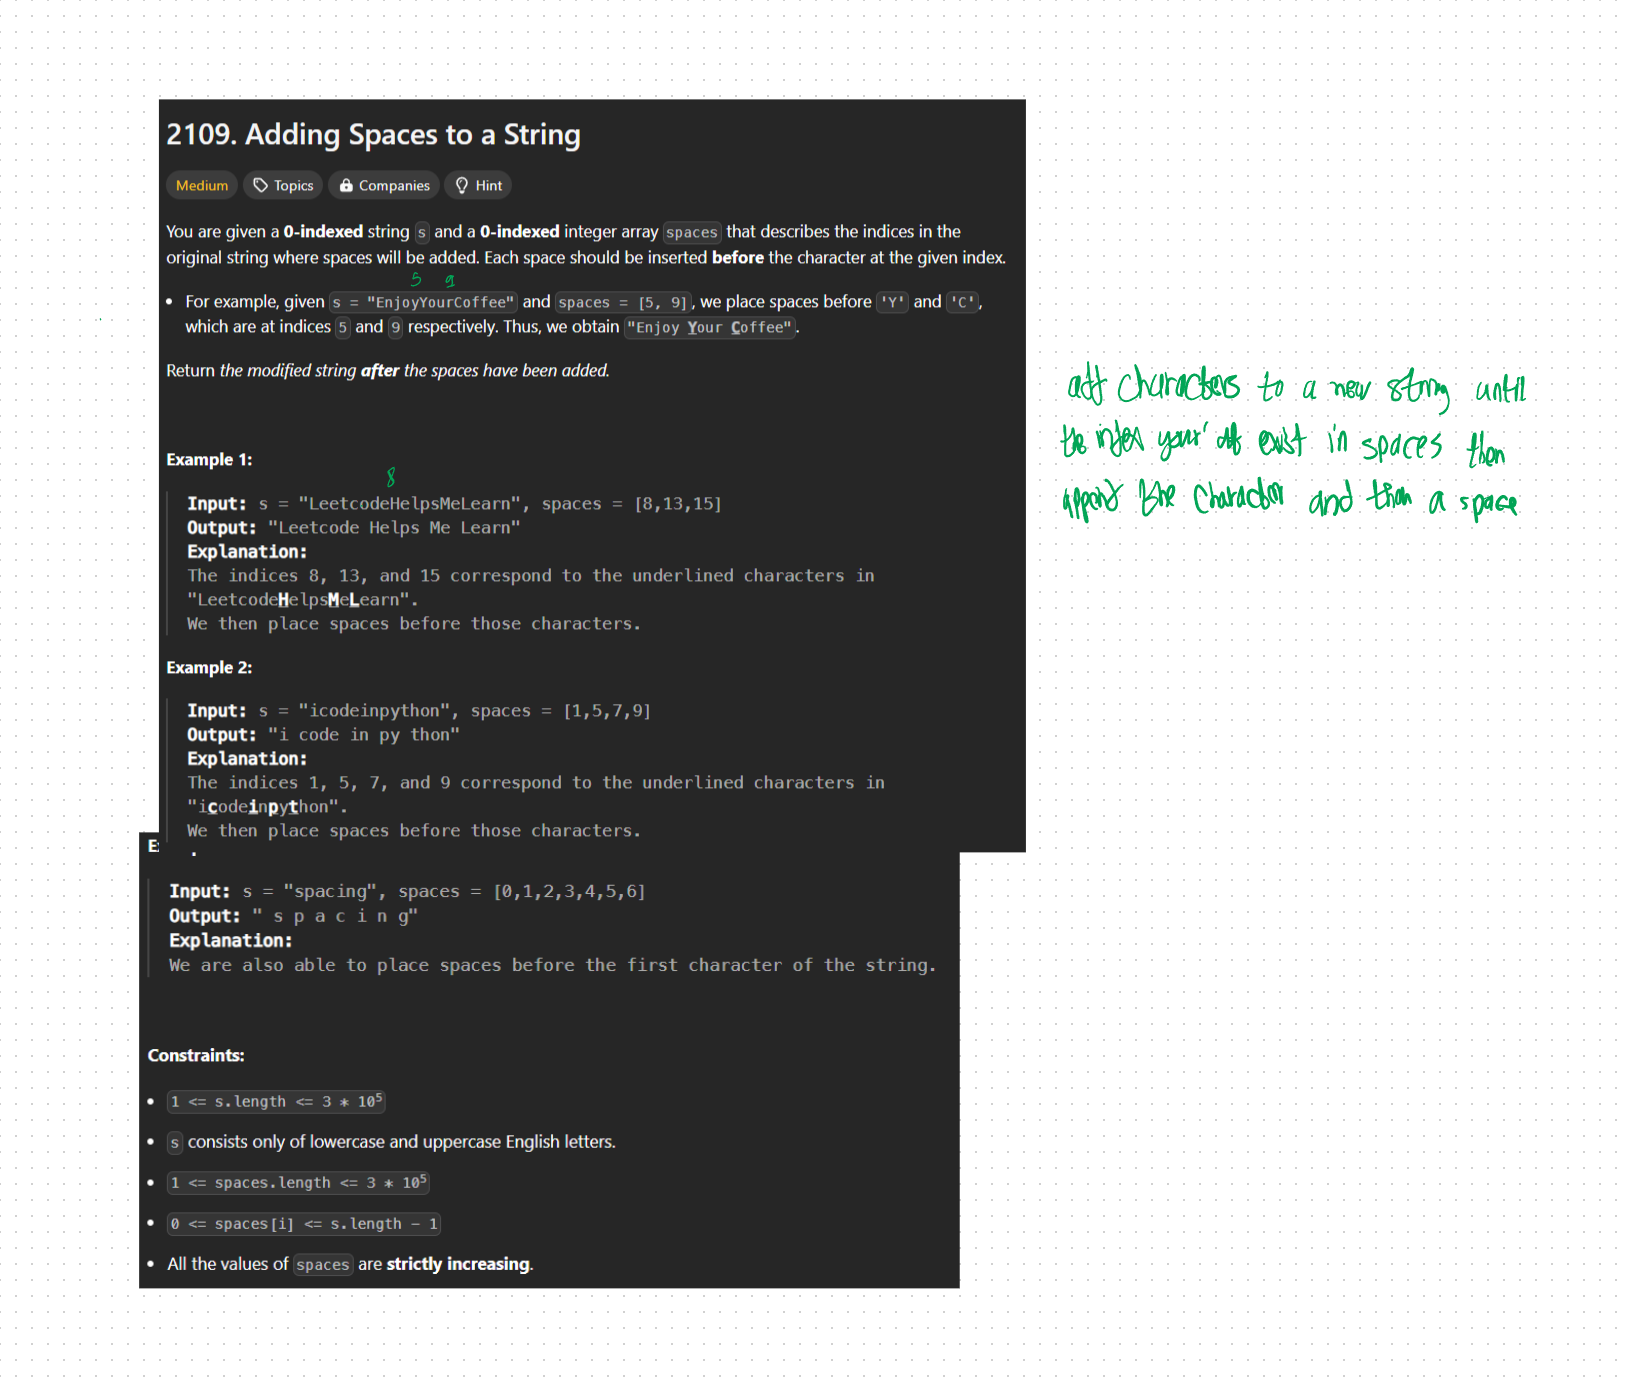 2109. Adding Spaces to a String
Medium Topics Companies Hint
You are given a 0-indexed string s and a 0-indexed integer array spaces that describes the indices in the
original string where spaces will be added. Each space should be inserted before the character at the given index.
5 9
• For example, given s = "EnjoyYourCoffee" and spaces = [5, 9], we place spaces before 'Y' and 'C',
which are at indices 5 and 9 respectively. Thus, we obtain "Enjoy Your Coffee".
Return the modified string after the spaces have been added.
add characters to a new string until
the index your at exist in spaces then
append the character and then a space
Example 1:
8
Input: s = "LeetcodeHelpsMeLearn", spaces = [8,13,15]
Output: "Leetcode Helps Me Learn"
Explanation:
The indices 8, 13, and 15 correspond to the underlined characters in
"LeetcodeHelpsMeLearn".
We then place spaces before those characters.
Example 2:
Input: s = "icodeinpython", spaces = [1,5,7,9]
Output: "i code in py thon"
Explanation:
The indices 1, 5, 7, and 9 correspond to the underlined characters in
"icodeinpython".
We then place spaces before those characters.
Input: s = "spacing", spaces = [0,1,2,3,4,5,6]
Output: " s p a c i n g"
Explanation:
We are also able to place spaces before the first character of the string.
Constraints:
• 1 <= s.length <= 3 * 10⁵
• s consists only of lowercase and uppercase English letters.
• 1 <= spaces.length <= 3 * 10⁵
• 0 <= spaces[i] <= s.length - 1
• All the values of spaces are strictly increasing.